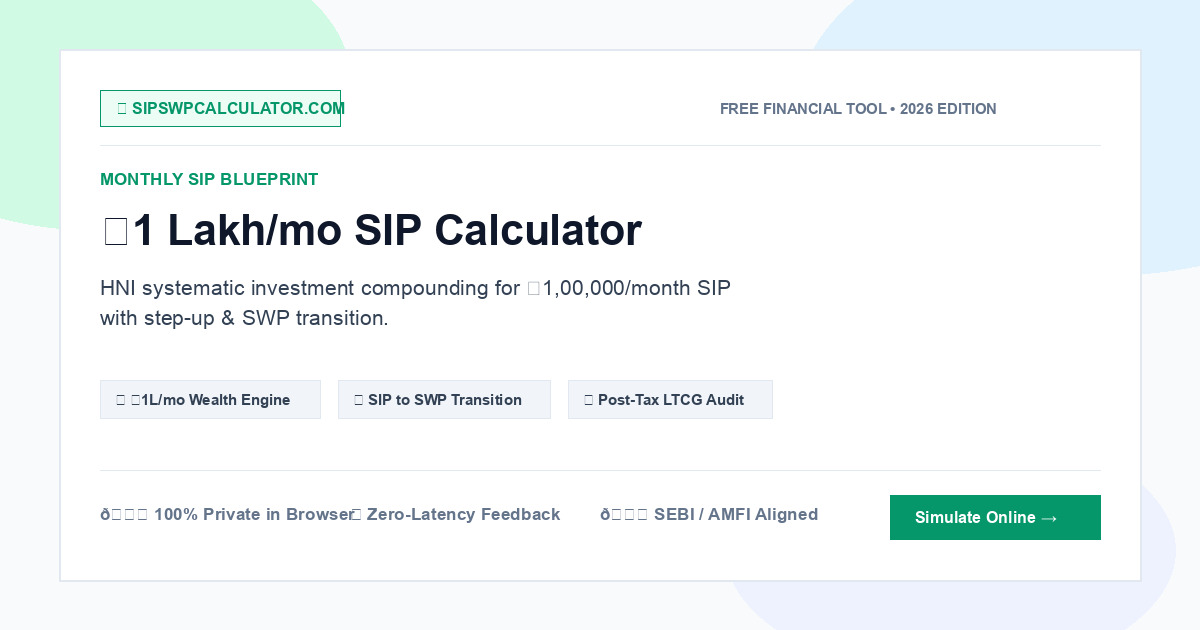 □ SIPSWPCALCULATOR.COM
FREE FINANCIAL TOOL • 2026 EDITION
MONTHLY SIP BLUEPRINT
□1 Lakh/mo SIP Calculator
HNI systematic investment compounding for □1,00,000/month SIP
with step-up & SWP transition.
□ □1L/mo Wealth Engine
□ SIP to SWP Transition
□ Post-Tax LTCG Audit
ð□□□ 100% Private in Browser
□ Zero-Latency Feedback
ð□□□ SEBI / AMFI Aligned
Simulate Online →